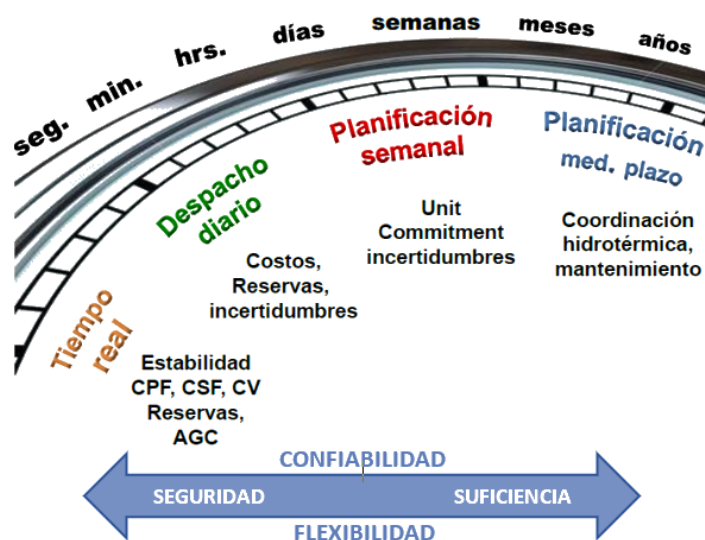 seg.
min.
hrs.
días
semanas
meses
años
Tiempo
real
Despacho
diario
Planificación
semanal
Planificación
med. plazo
Estabilidad
CPF, CSF, CV
Reservas,
AGC
Costos,
Reservas,
incertidumbres
Unit
Commitment
incertidumbres
Coordinación
hidrotérmica,
mantenimiento
CONFIABILIDAD
SEGURIDAD
SUFICIENCIA
FLEXIBILIDAD